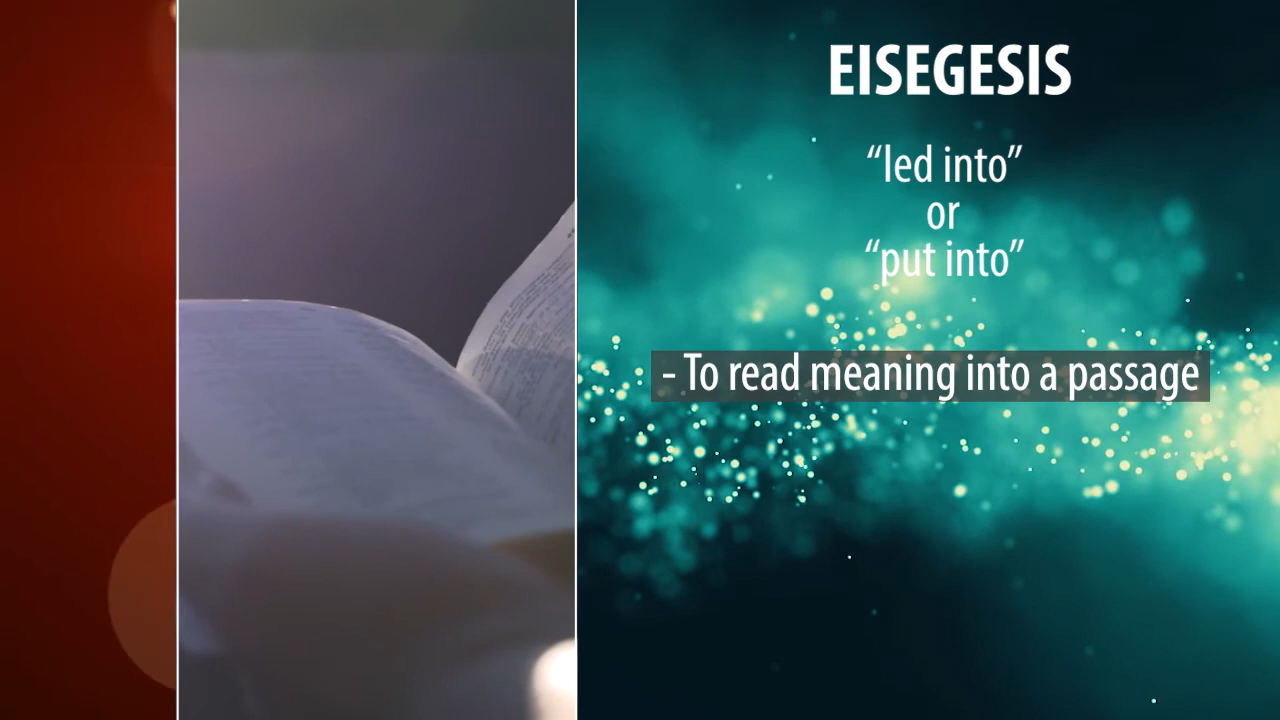 EISEGESIS
“led into”
or
“put into”
- To read meaning into a passage